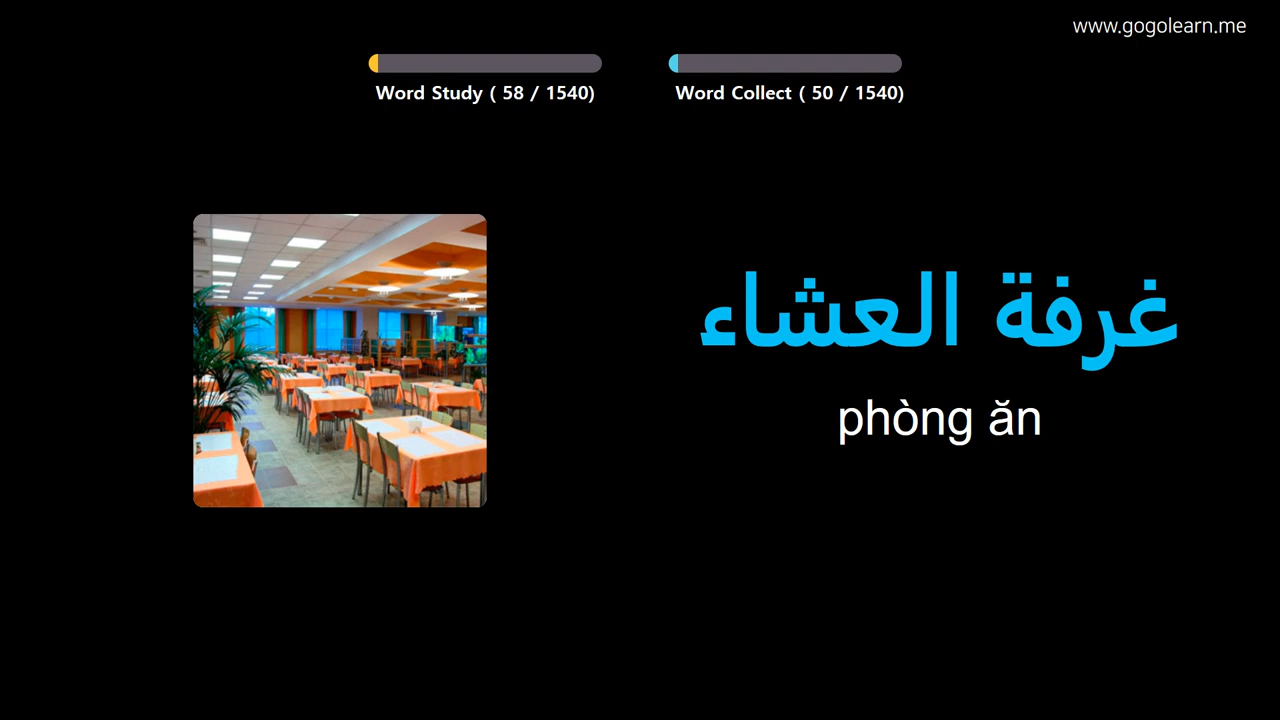 www.gogolearn.me
Word Study ( 58 / 1540)
Word Collect ( 50 / 1540)
غرفة العشاء
phòng ăn